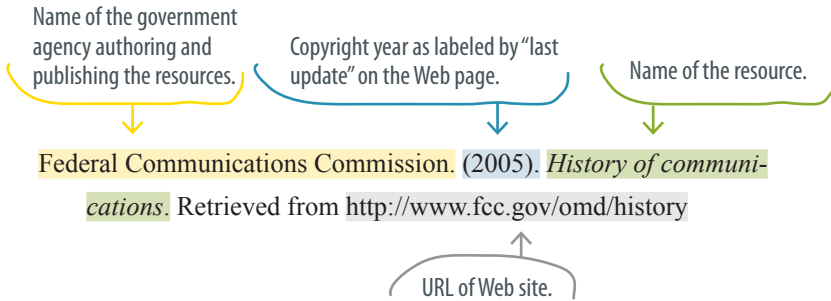 Name of the government
agency authoring and
publishing the resources.
Copyright year as labeled by “last
update” on the Web page.
Name of the resource.
Federal Communications Commission. (2005). History of communi-
cations. Retrieved from http://www.fcc.gov/omd/history
URL of Web site.